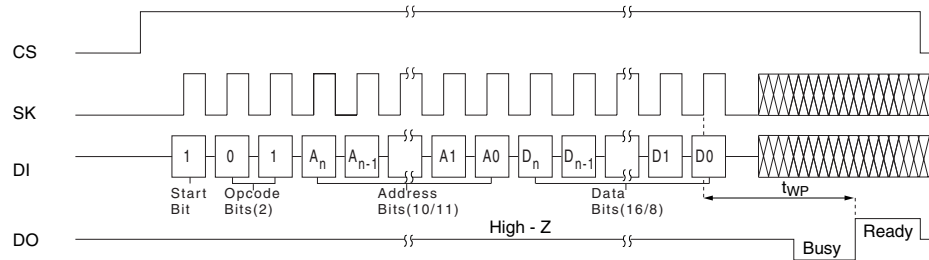 CS
SK
DI
1 0 1 An An-1 A1 A0 Dn Dn-1 D1 D0
Start Bit
Opcode Bits(2)
Address Bits(10/11)
Data Bits(16/8)
tWP
DO
High - Z
Busy
Ready